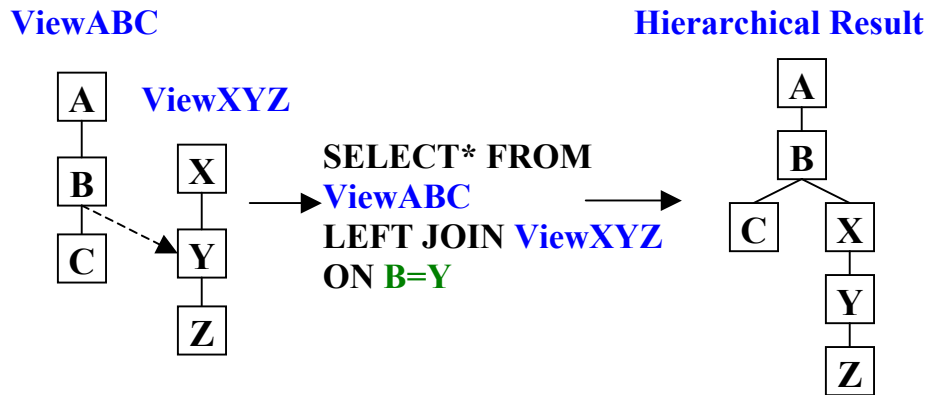 ViewABC
Hierarchical Result
A
ViewXYZ
B
C
X
Y
Z
SELECT* FROM
ViewABC
LEFT JOIN ViewXYZ
ON B=Y
A
B
C
X
Y
Z